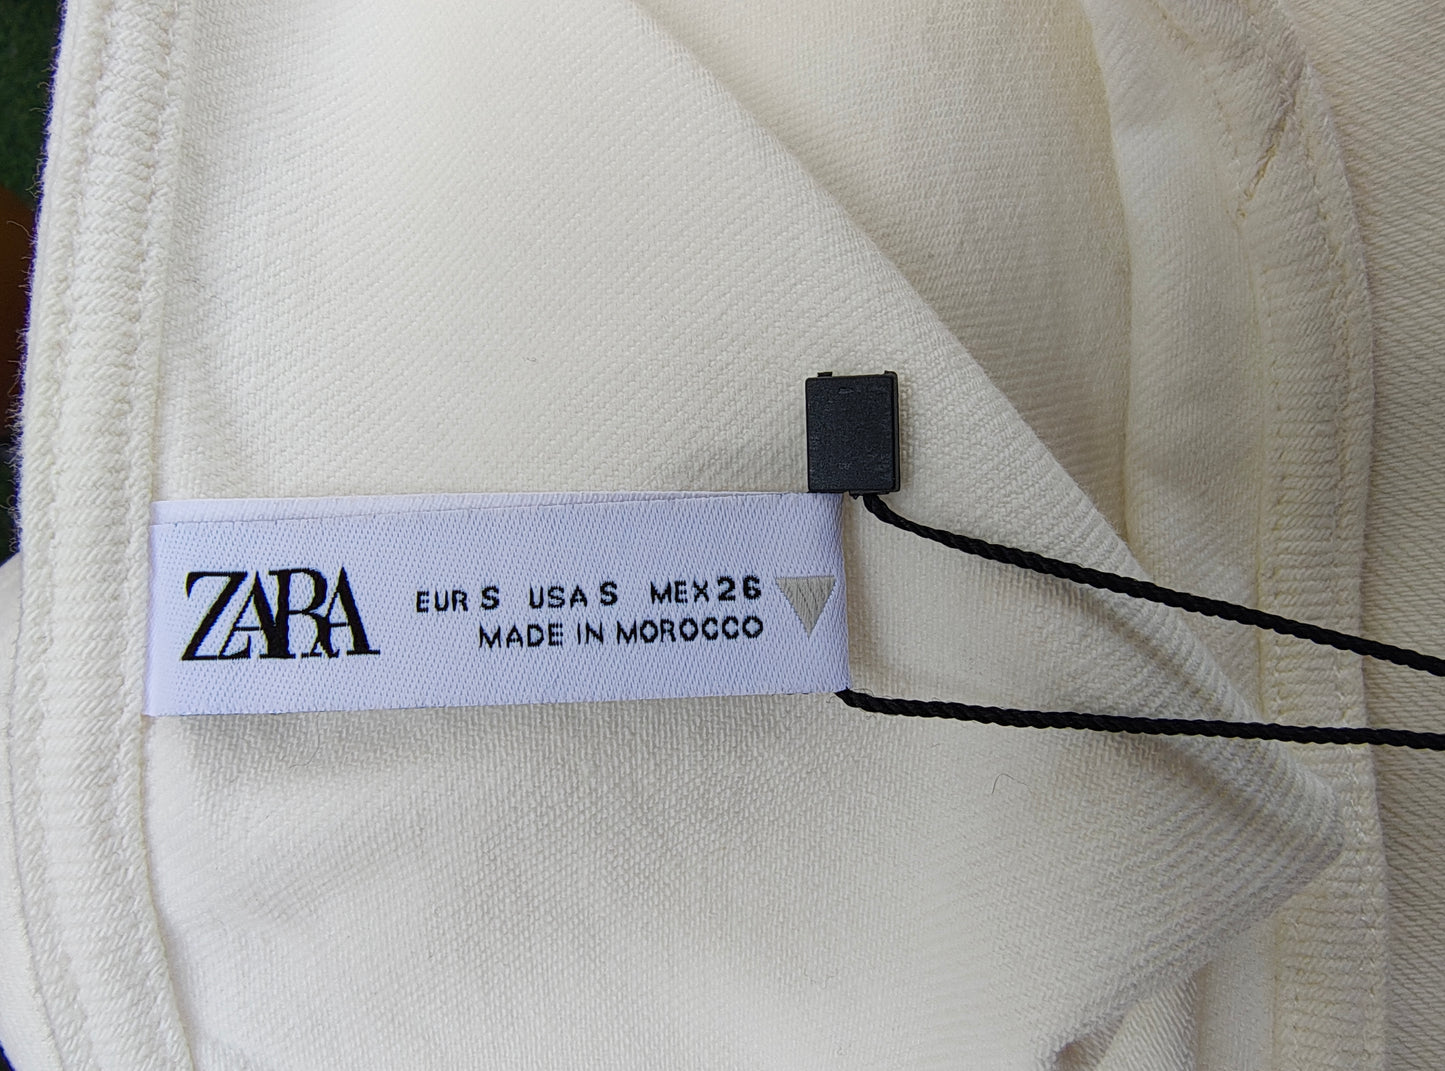 ZARA
EUR S USA S MEX 26
MADE IN MOROCCO